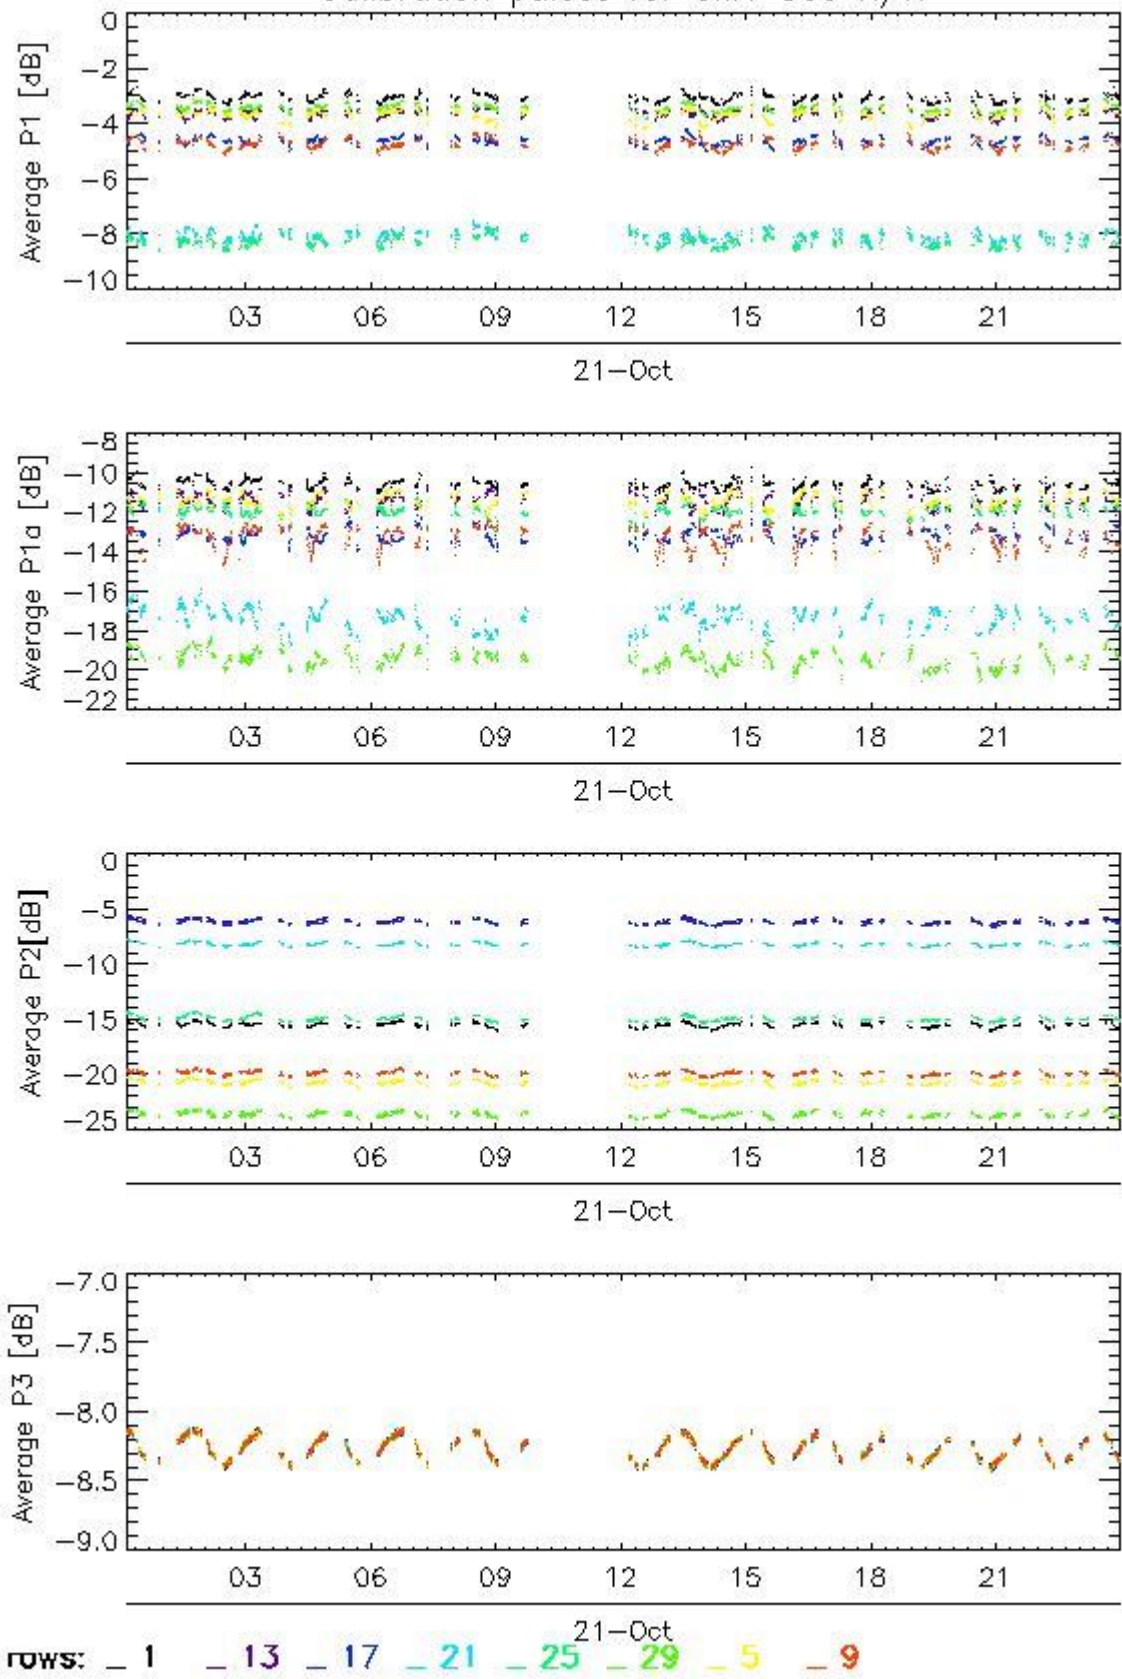 0
-2
-4
-6
-8
-10
Average P1 [dB]
03 06 09 12 15 18 21
21-Oct
-8
-10
-12
-14
-16
-18
-20
-22
Average P1a [dB]
03 06 09 12 15 18 21
21-Oct
0
-5
-10
-15
-20
-25
Average P2[dB]
03 06 09 12 15 18 21
21-Oct
-7.0
-7.5
-8.0
-8.5
-9.0
Average P3 [dB]
03 06 09 12 15 18 21
21-Oct
rows: _ 1 _ 13 _ 17 _ 21 _ 25 _ 29 _ 5 _ 9